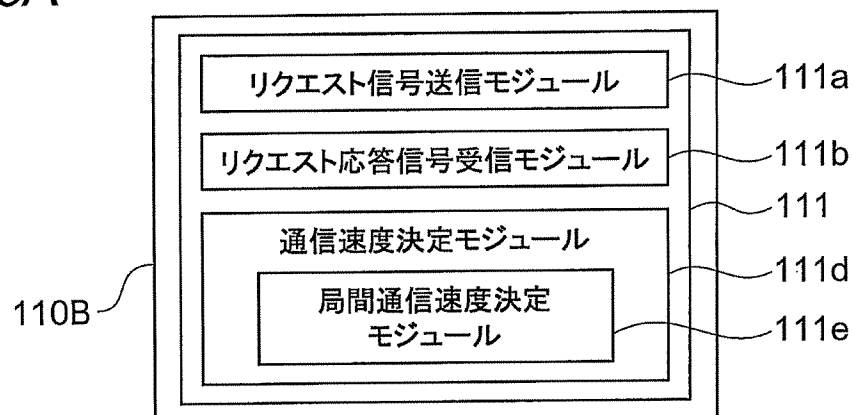 リクエスト信号送信モジュール
111a
リクエスト応答信号受信モジュール
111b
111
通信速度決定モジュール
111d
局間通信速度決定
モジュール
111e
110B